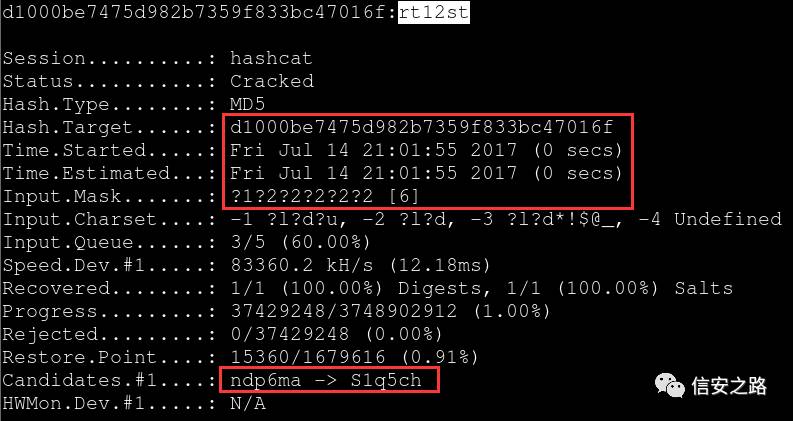 d1000be7475d982b7359f833bc47016f:rt12st
Session..........: hashcat
Status...........: Cracked
Hash.Type........: MD5
Hash.Target......: d1000be7475d982b7359f833bc47016f
Time.Started.....: Fri Jul 14 21:01:55 2017 (0 secs)
Time.Estimated...: Fri Jul 14 21:01:55 2017 (0 secs)
Input.Mask.......: ?1?2?2?2?2?2 [6]
Input.Charset....: -1 ?l?d?u, -2 ?l?d, -3 ?l?d*!$@_, -4 Undefined
Input.Queue......: 3/5 (60.00%)
Speed.Dev.#1.....: 83360.2 kH/s (12.18ms)
Recovered........: 1/1 (100.00%) Digests, 1/1 (100.00%) Salts
Progress.........: 37429248/3748902912 (1.00%)
Rejected.........: 0/37429248 (0.00%)
Restore.Point....: 15360/1679616 (0.91%)
Candidates.#1....: ndp6ma -> S1q5ch
HWMon.Dev.#1.....: N/A
信安之路